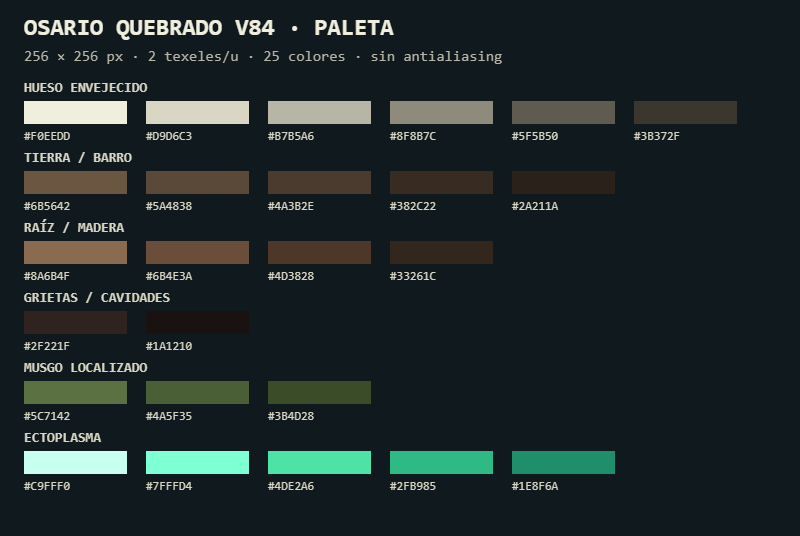 OSARIO QUEBRADO V84 · PALETA
256 × 256 px · 2 texeles/u · 25 colores · sin antialiasing
HUESO ENVEJECIDO
#F0EEDD #D9D6C3 #B7B5A6 #8F8B7C #5F5B50 #3B372F
TIERRA / BARRO
#6B5642 #5A4838 #4A3B2E #382C22 #2A211A
RAÍZ / MADERA
#8A6B4F #6B4E3A #4D3828 #33261C
GRIETAS / CAVIDADES
#2F221F #1A1210
MUSGO LOCALIZADO
#5C7142 #4A5F35 #3B4D28
ECTOPLASMA
#C9FFF0 #7FFFD4 #4DE2A6 #2FB985 #1E8F6A